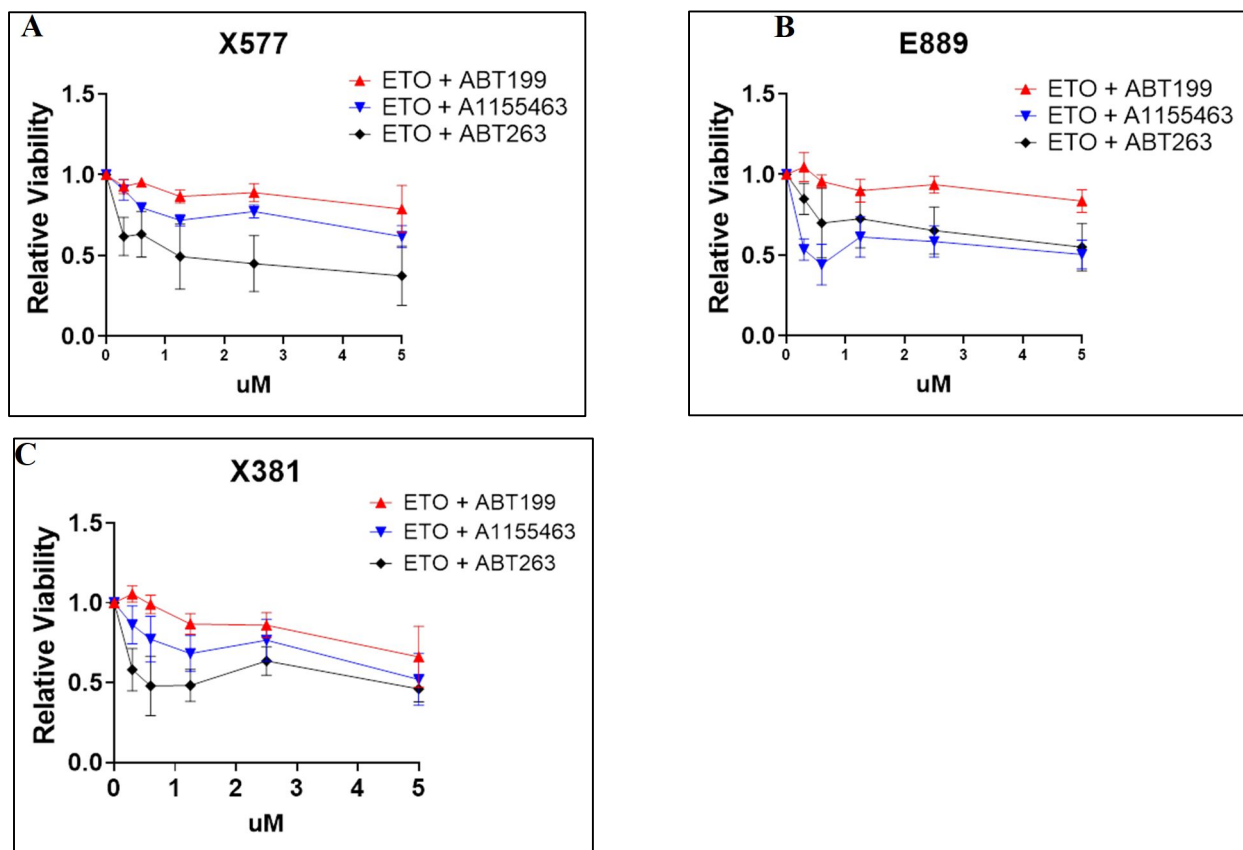 A
X577
ETO + ABT199
ETO + A1155463
ETO + ABT263
Relative Viability
1.5
1.0
0.5
0.0
0 1 2 3 4 5
uM
B
E889
ETO + ABT199
ETO + A1155463
ETO + ABT263
Relative Viability
1.5
1.0
0.5
0.0
0 1 2 3 4 5
uM
C
X381
ETO + ABT199
ETO + A1155463
ETO + ABT263
Relative Viability
1.5
1.0
0.5
0.0
0 1 2 3 4 5
uM